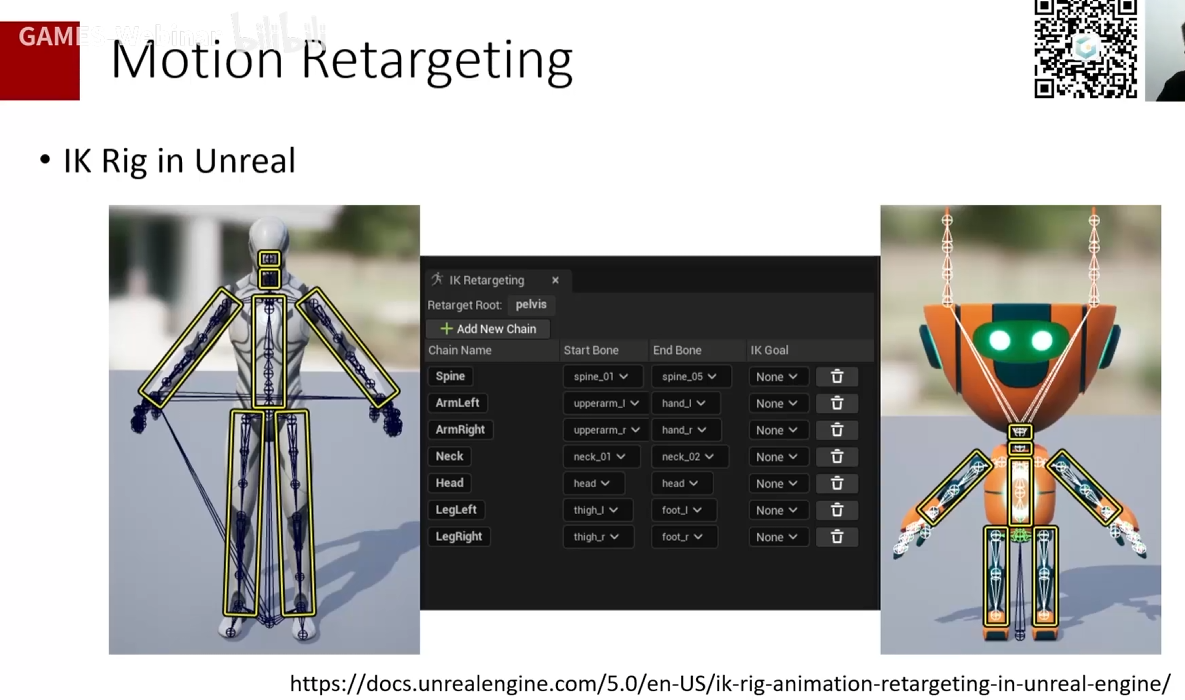 GAMES-Webinar bilibili
Motion Retargeting
• IK Rig in Unreal
IK Retargeting ×
Retarget Root: pelvis
+ Add New Chain
Chain Name Start Bone End Bone IK Goal
Spine spine_01 spine_05 None
ArmLeft upperarm_l hand_l None
ArmRight upperarm_r hand_r None
Neck neck_01 neck_02 None
Head head head None
LegLeft thigh_l foot_l None
LegRight thigh_r foot_r None
https://docs.unrealengine.com/5.0/en-US/ik-rig-animation-retargeting-in-unreal-engine/